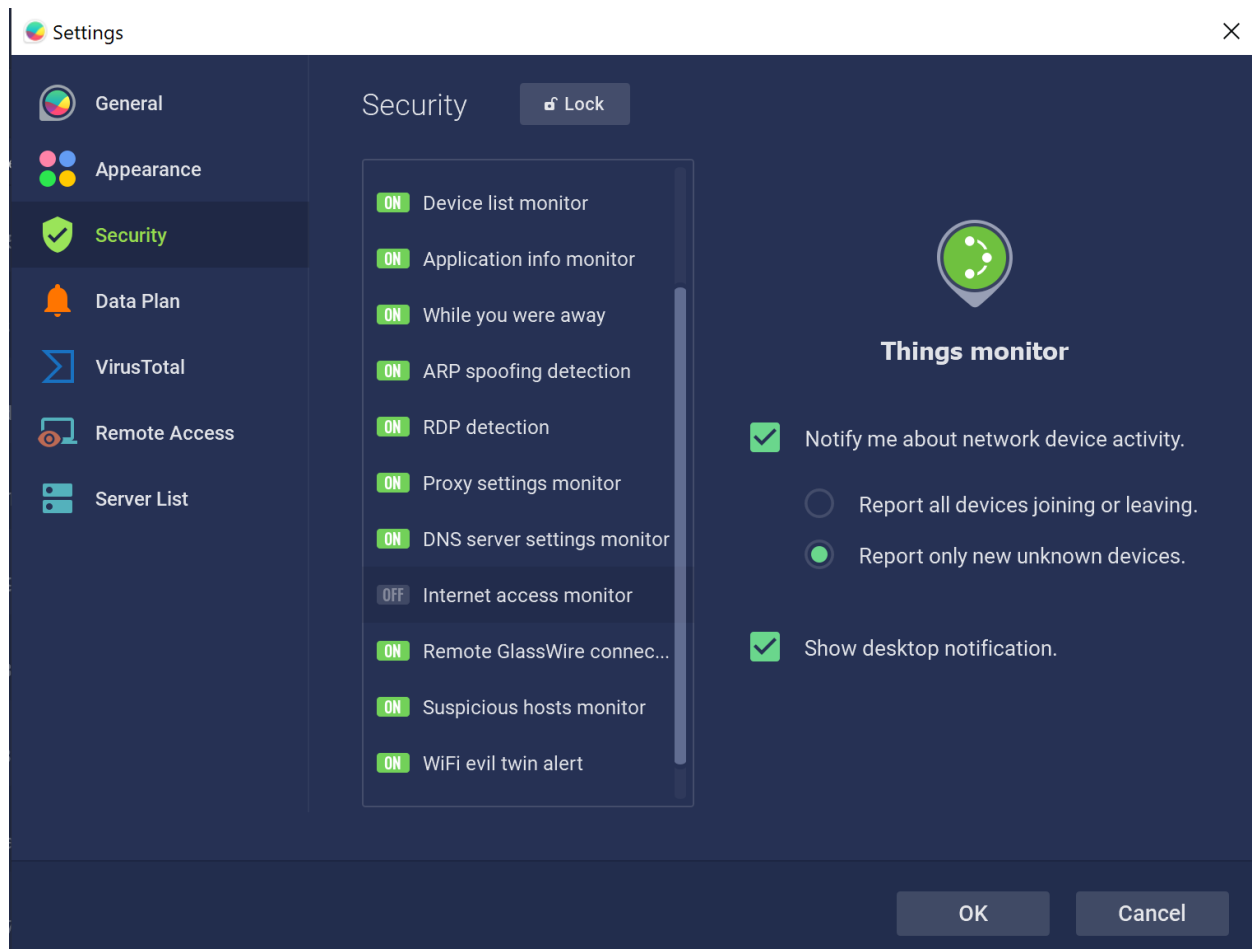 Settings
General
Appearance
Security
Data Plan
VirusTotal
Remote Access
Server List
Security
Lock
ON Device list monitor
ON Application info monitor
ON While you were away
ON ARP spoofing detection
ON RDP detection
ON Proxy settings monitor
ON DNS server settings monitor
OFF Internet access monitor
ON Remote GlassWire connec...
ON Suspicious hosts monitor
ON WiFi evil twin alert
Things monitor
Notify me about network device activity.
Report all devices joining or leaving.
Report only new unknown devices.
Show desktop notification.
OK
Cancel